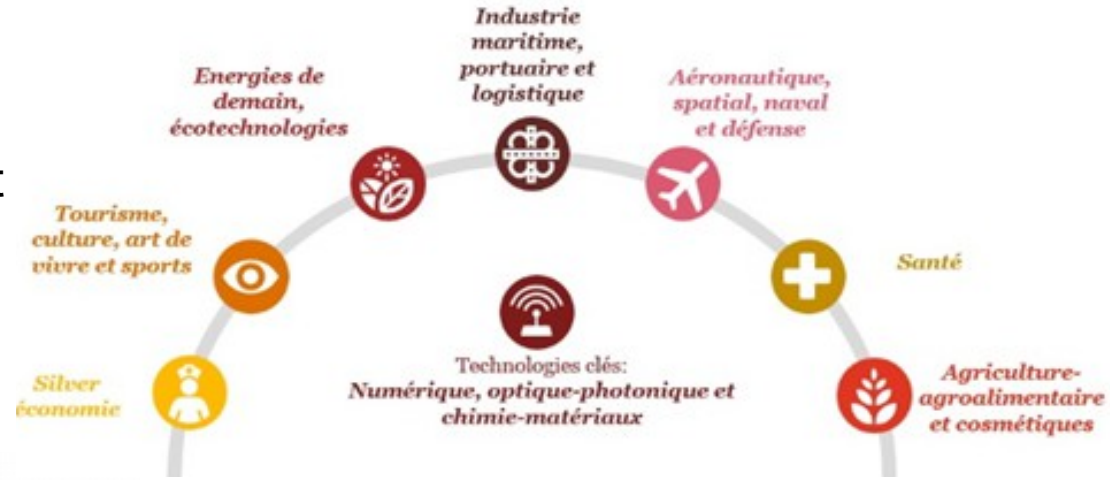 Industrie
maritime,
portuaire et
logistique
Energies de
demain,
écotechnologies
Aéronautique,
spatial, naval
et défense
Tourisme,
culture, art de
vivre et sports
Santé
Technologies clés:
Numérique, optique-photonique et
chimie-matériaux
Silver
économie
Agriculture-
agroalimentaire
et cosmétiques